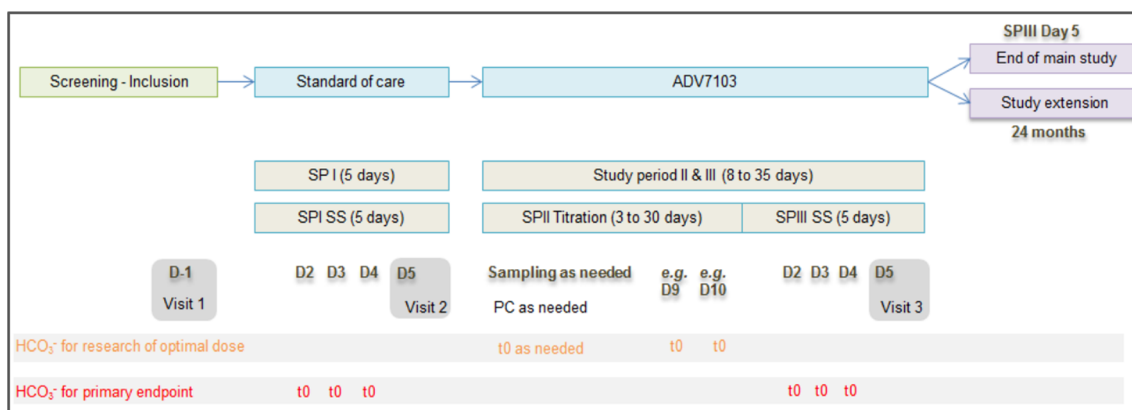 SPIII Day 5
Screening - Inclusion
Standard of care
ADV7103
End of main study
Study extension
24 months
SP I (5 days)
Study period II & III (8 to 35 days)
SPI SS (5 days)
SPII Titration (3 to 30 days)
SPIII SS (5 days)
D-1
Visit 1
D2 D3 D4 D5
Visit 2
Sampling as needed
PC as needed
e.g. D9
e.g. D10
D2 D3 D4 D5
Visit 3
HCO₃⁻ for research of optimal dose
t0 as needed t0 t0
HCO₃⁻ for primary endpoint
t0 t0 t0 t0 t0 t0